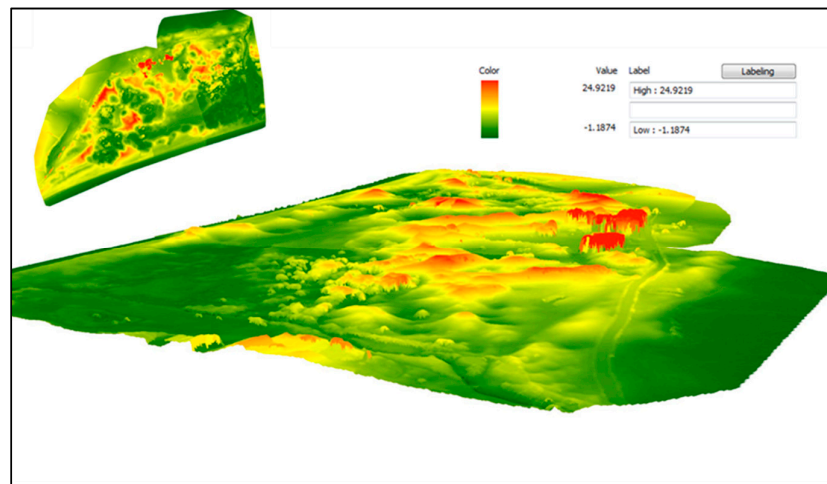 Color Value Label Labeling
24.9219 High : 24.9219
-1.1874 Low : -1.1874